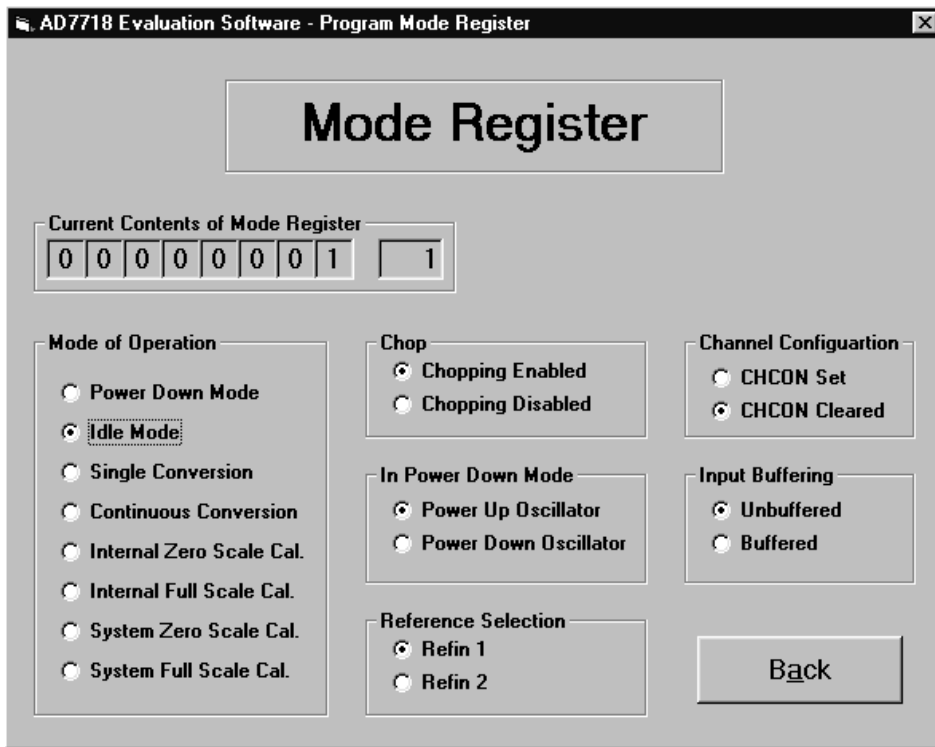 AD7718 Evaluation Software - Program Mode Register
Mode Register
Current Contents of Mode Register
0 0 0 0 0 0 0 1 1
Mode of Operation
Power Down Mode
Idle Mode
Single Conversion
Continuous Conversion
Internal Zero Scale Cal.
Internal Full Scale Cal.
System Zero Scale Cal.
System Full Scale Cal.
Chop
Chopping Enabled
Chopping Disabled
In Power Down Mode
Power Up Oscillator
Power Down Oscillator
Reference Selection
Refin 1
Refin 2
Channel Configuartion
CHCON Set
CHCON Cleared
Input Buffering
Unbuffered
Buffered
Back